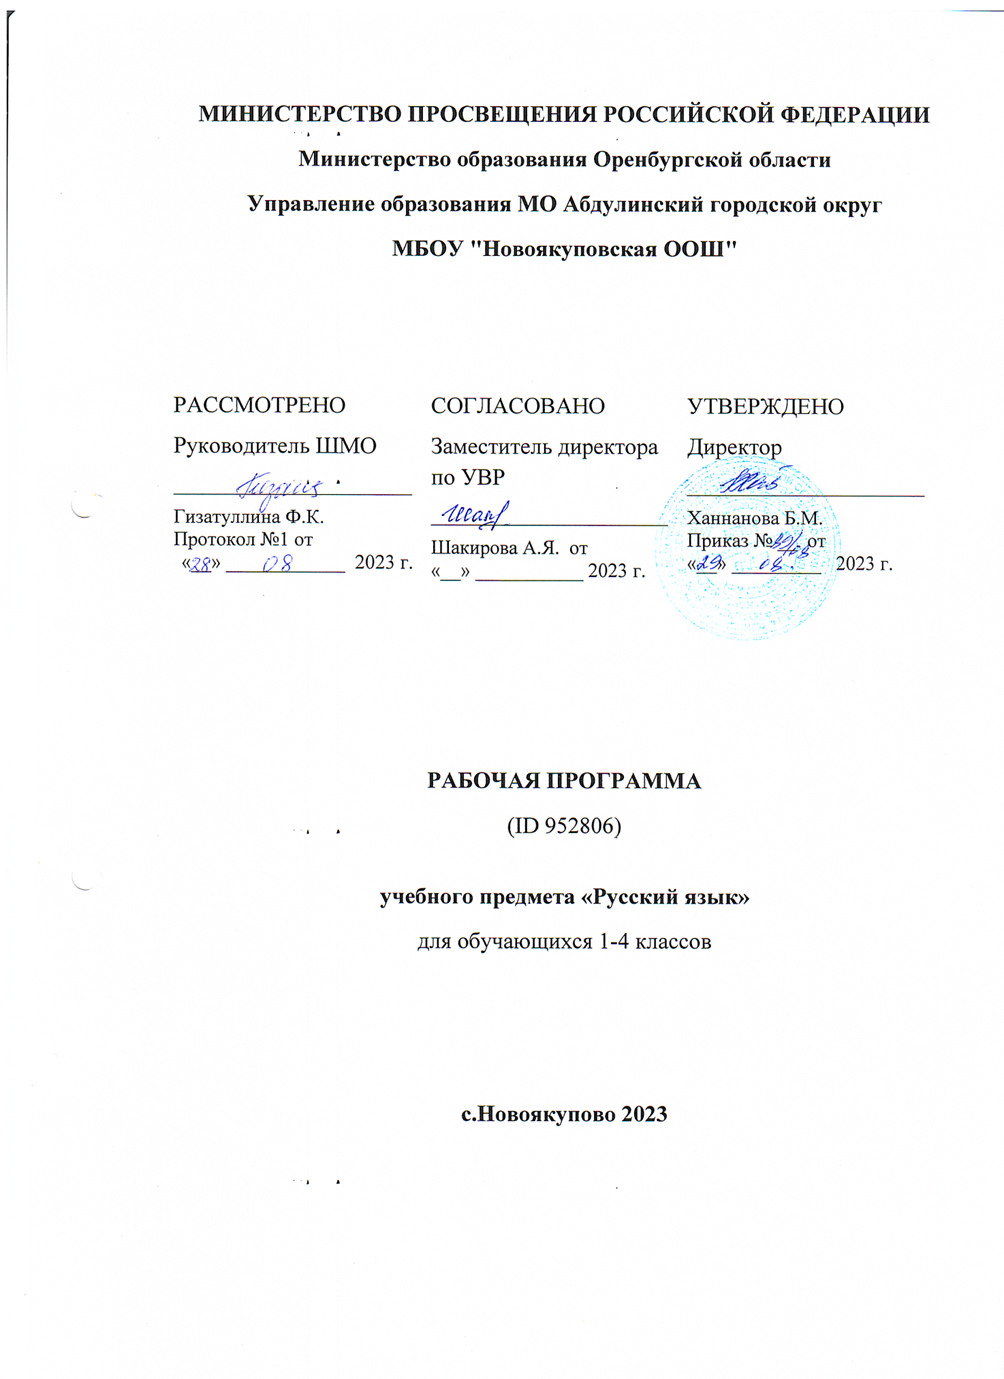 МИНИСТЕРСТВО ПРОСВЕЩЕНИЯ РОССИЙСКОЙ ФЕДЕРАЦИИ
Министерство образования Оренбургской области
Управление образования МО Абдулинский городской округ
МБОУ "Новоякуповская ООШ"
РАССМОТРЕНО
Руководитель ШМО
Гизатуллина Ф.К.
Протокол №1 от
«28» 08 2023 г.
СОГЛАСОВАНО
Заместитель директора
по УВР
Шакирова А.Я. от
«__» ____________ 2023 г.
УТВЕРЖДЕНО
Директор
Ханнанова Б.М.
Приказ № от
«29» 08. 2023 г.
РАБОЧАЯ ПРОГРАММА
(ID 952806)
учебного предмета «Русский язык»
для обучающихся 1-4 классов
с.Новоякупово 2023